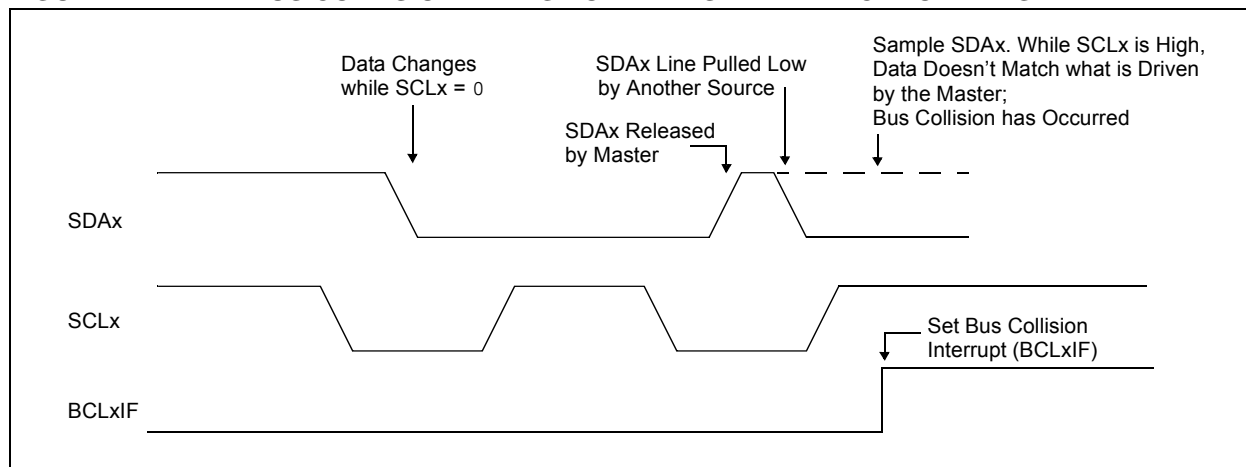 Data Changes
while SCLx = 0
SDAx Line Pulled Low
by Another Source
Sample SDAx. While SCLx is High,
Data Doesn't Match what is Driven
by the Master;
Bus Collision has Occurred
SDAx Released
by Master
SDAx
SCLx
Set Bus Collision
Interrupt (BCLxIF)
BCLxIF